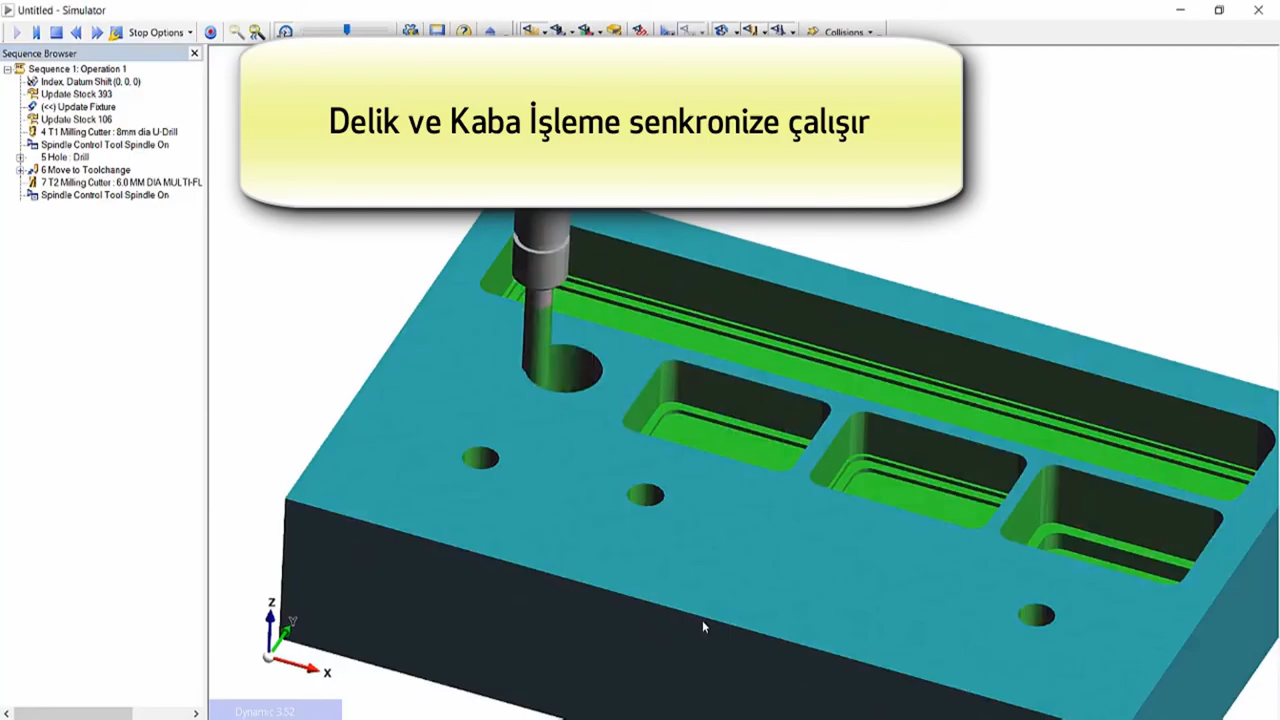 Untitled - Simulator
Stop Options
Collisions
Sequence Browser
Sequence 1: Operation 1
Index. Datum Shift (0, 0, 0)
Update Stock 393
(<<) Update Fixture
Update Stock 106
4 T1 Milling Cutter : 8mm dia U-Drill
Spindle Control Tool Spindle On
5 Hole : Drill
6 Move to Toolchange
7 T2 Milling Cutter : 6.0 MM DIA MULTI-FL
Spindle Control Tool Spindle On
Delik ve Kaba İşleme senkronize çalışır
Z
Y
X
Dynamic 3.52